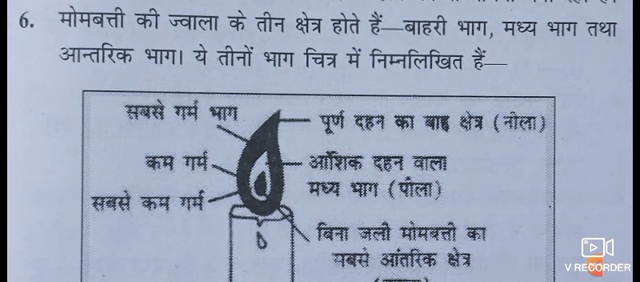 6. मोमबत्ती की ज्वाला के तीन क्षेत्र होते हैं—बाहरी भाग, मध्य भाग तथा
आन्तरिक भाग। ये तीनों भाग चित्र में निम्नलिखित हैं—
सबसे गर्म भाग
पूर्ण दहन का बाह्य क्षेत्र (नीला)
कम गर्म
आंशिक दहन वाला
मध्य भाग (पीला)
सबसे कम गर्म
बिना जली मोमबत्ती का
सबसे आंतरिक क्षेत्र
V RECORDER